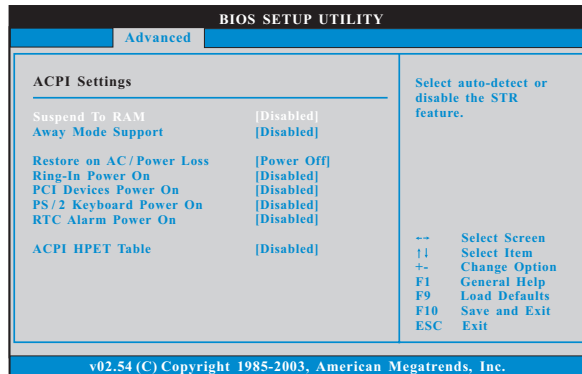 BIOS SETUP UTILITY
Advanced
ACPI Settings
Suspend To RAM [Disabled]
Away Mode Support [Disabled]
Restore on AC/Power Loss [Power Off]
Ring-In Power On [Disabled]
PCI Devices Power On [Disabled]
PS/2 Keyboard Power On [Disabled]
RTC Alarm Power On [Disabled]
ACPI HPET Table [Disabled]
Select auto-detect or
disable the STR
feature.
←→ Select Screen
↑↓ Select Item
+- Change Option
F1 General Help
F9 Load Defaults
F10 Save and Exit
ESC Exit
v02.54 (C) Copyright 1985-2003, American Megatrends, Inc.